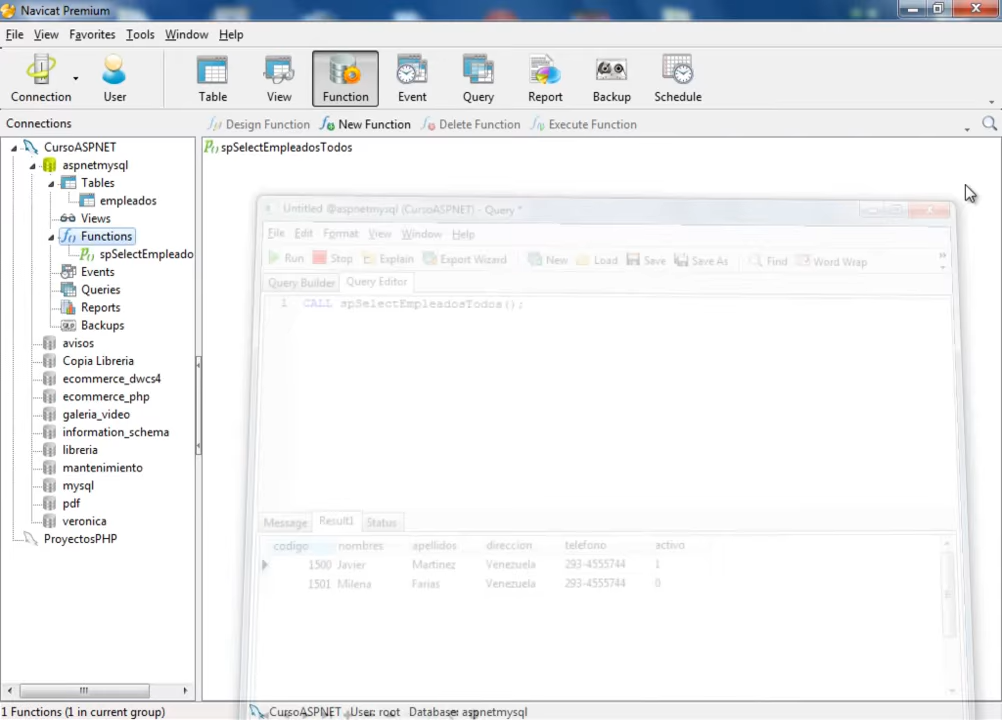 Navicat Premium
File View Favorites Tools Window Help
Connection User Table View Function Event Query Report Backup Schedule
Connections
Design Function New Function Delete Function Execute Function
CursoASPNET
aspnetmysql
Tables
empleados
Views
Functions
spSelectEmpleado
Events
Queries
Reports
Backups
avisos
Copia Libreria
ecommerce_dwcs4
ecommerce_php
galeria_video
information_schema
libreria
mantenimiento
mysql
pdf
veronica
ProyectosPHP
spSelectEmpleadosTodos
Untitled @aspnetmysql (CursoASPNET) - Query *
File Edit Format View Window Help
Run Stop Explain Export Wizard New Load Save Save As Find Word Wrap
Query Builder Query Editor
1 CALL spSelectEmpleadosTodos();
Message Result1 Status
codigo nombres apellidos direccion telefono activo
1500 Javier Martinez Venezuela 293-4555744 1
1501 Milena Farias Venezuela 293-4555744 0
1 Functions (1 in current group) CursoASPNET User: root Database: aspnetmysql